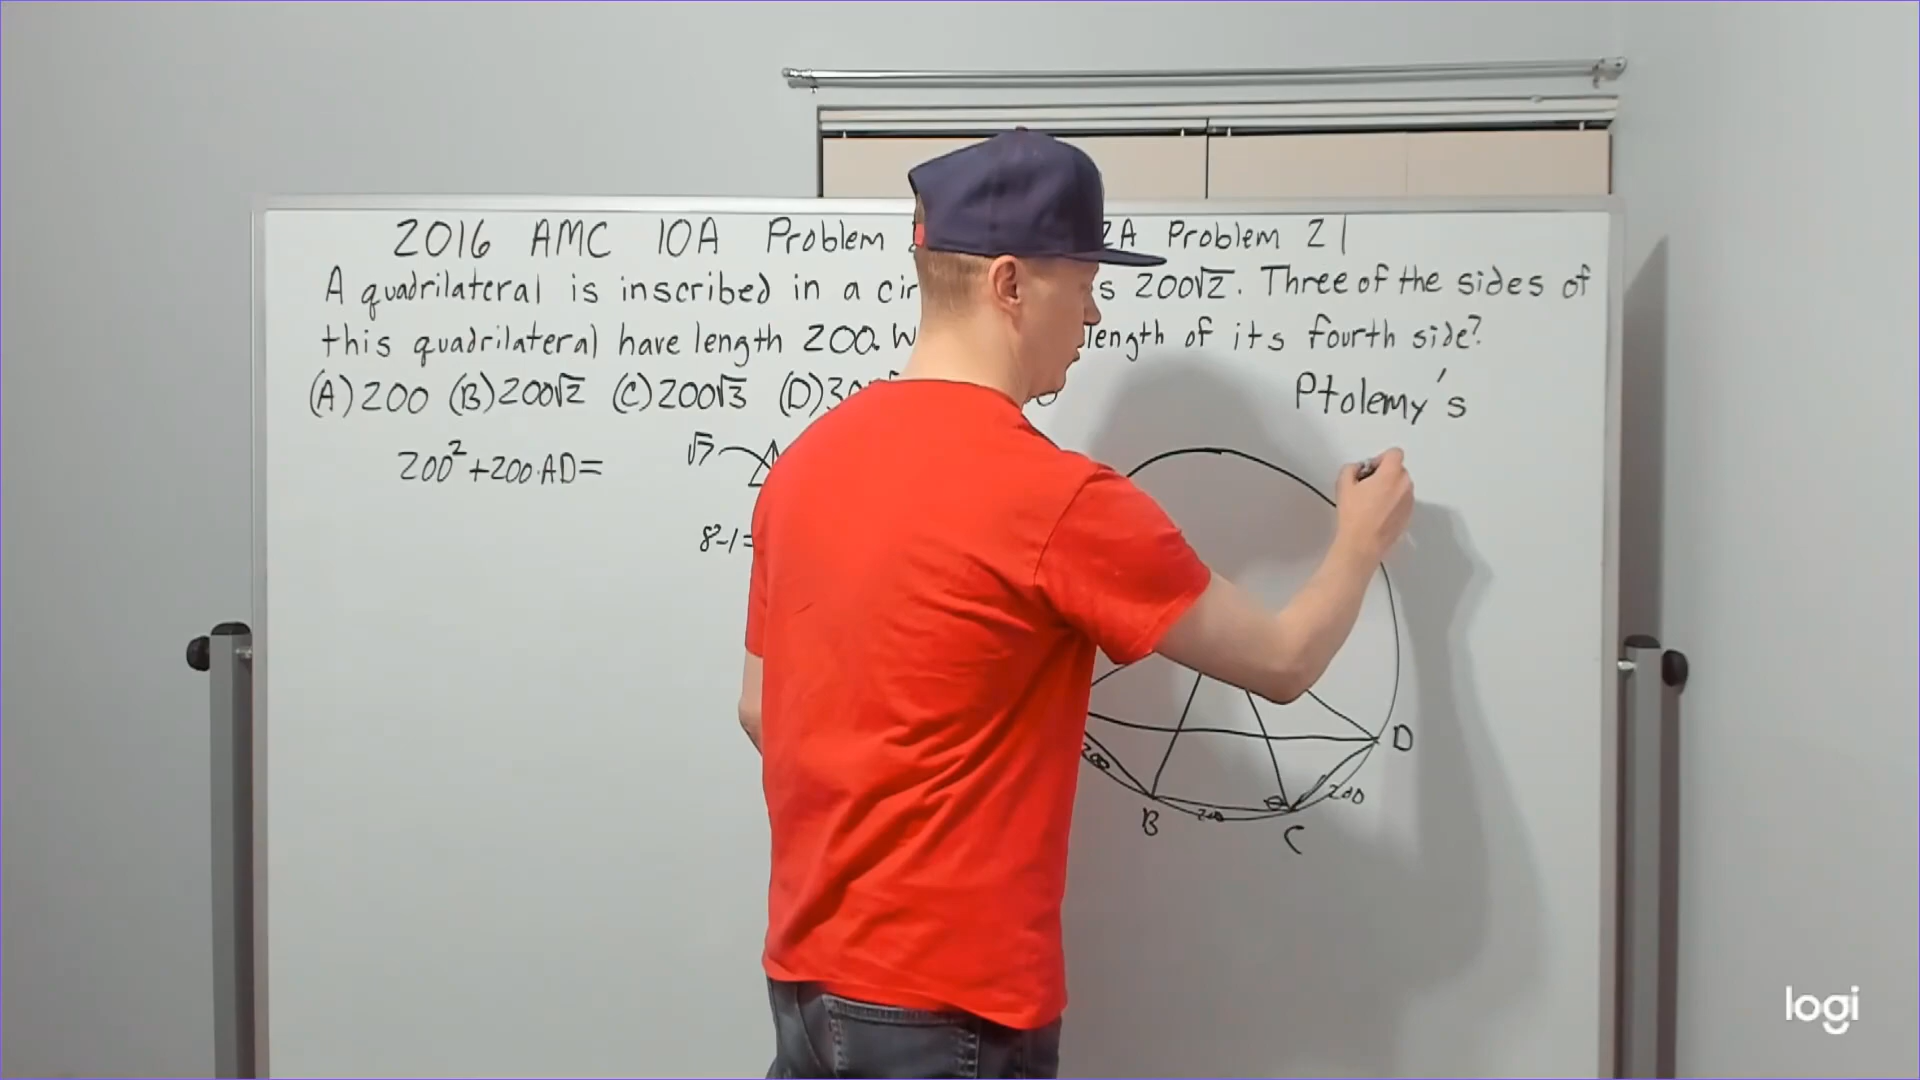 2016 AMC 10A Problem 2A Problem 21
A quadrilateral is inscribed in a cir s 200√2. Three of the sides of
this quadrilateral have length 200. W length of its fourth side?
(A) 200 (B) 200√2 (C) 200√3 (D) 30
Ptolemy's
200²+200·AD=
√7
8²-1=
D
200
200
200
θ
B
C
logi